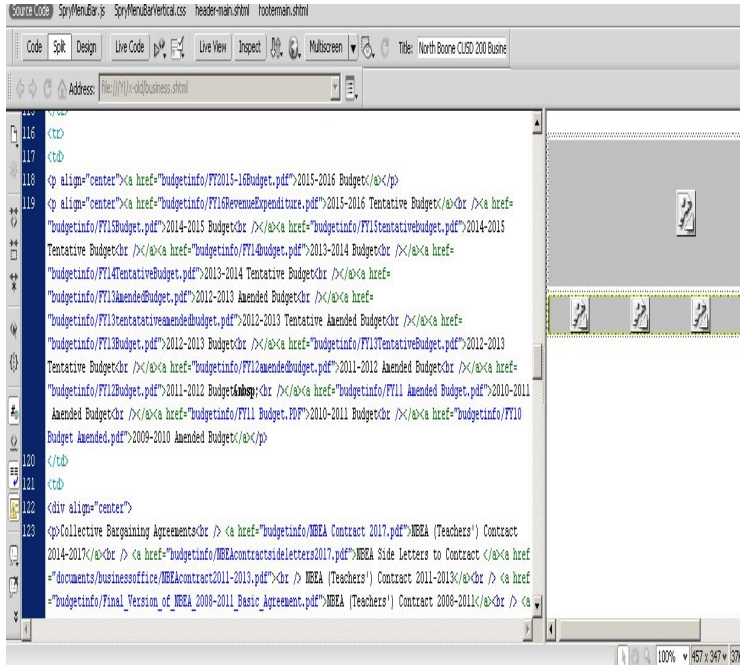 Source Code SpryMenuBar.js SpryMenuBarVertical.css header-main.shtml footermain.shtml
Code Split Design Live Code Live View Inspect Multiscreen Title: North Boone CUSD 200 Busine
Address: file:///Y|/x-old/business.shtml
115 </tr>
116 <tr>
117 <td>
118 <p align="center"><a href="budgetinfo/FY2015-16Budget.pdf">2015-2016 Budget</a></p>
119 <p align="center"><a href="budgetinfo/FY16RevenueExpenditure.pdf">2015-2016 Tentative Budget</a><br /><a href=
"budgetinfo/FY15Budget.pdf">2014-2015 Budget<br /></a><a href="budgetinfo/FY15tentativebudget.pdf">2014-2015
Tentative Budget<br /></a><a href="budgetinfo/FY14budget.pdf">2013-2014 Budget<br /></a><a href=
"budgetinfo/FY14TentativeBudget.pdf">2013-2014 Tentative Budget<br /></a><a href=
"budgetinfo/FY13AmendedBudget.pdf">2012-2013 Amended Budget<br /></a><a href=
"budgetinfo/FY13tentatativeamendedbudget.pdf">2012-2013 Tentative Amended Budget<br /></a><a href=
"budgetinfo/FY13Budget.pdf">2012-2013 Budget<br /></a><a href="budgetinfo/FY13TentativeBudget.pdf">2012-2013
Tentative Budget<br /></a><a href="budgetinfo/FY12amendedbudget.pdf">2011-2012 Amended Budget<br /></a><a href=
"budgetinfo/FY12Budget.pdf">2011-2012 Budget&nbsp;<br /></a><a href="budgetinfo/FY11 Amended Budget.pdf">2010-2011
Amended Budget<br /></a><a href="budgetinfo/FY11 Budget.PDF">2010-2011 Budget<br /></a><a href="budgetinfo/FY10
Budget Amended.pdf">2009-2010 Amended Budget</a></p>
120 </td>
121 <td>
122 <div align="center">
123 <p>Collective Bargaining Agreements<br /> <a href="budgetinfo/NBEA Contract 2017.pdf">NBEA (Teachers') Contract
2014-2017</a><br /> <a href="budgetinfo/NBEAcontractsideletters2017.pdf">NBEA Side Letters to Contract </a><a href
="documents/businessoffice/NBEAcontract2011-2013.pdf"><br /> NBEA (Teachers') Contract 2011-2013</a><br /> <a href
="budgetinfo/Final_Version_of_NBEA_2008-2011_Basic_Agreement.pdf">NBEA (Teachers') Contract 2008-2011</a><br /> <a
100% 457 x 347 37K